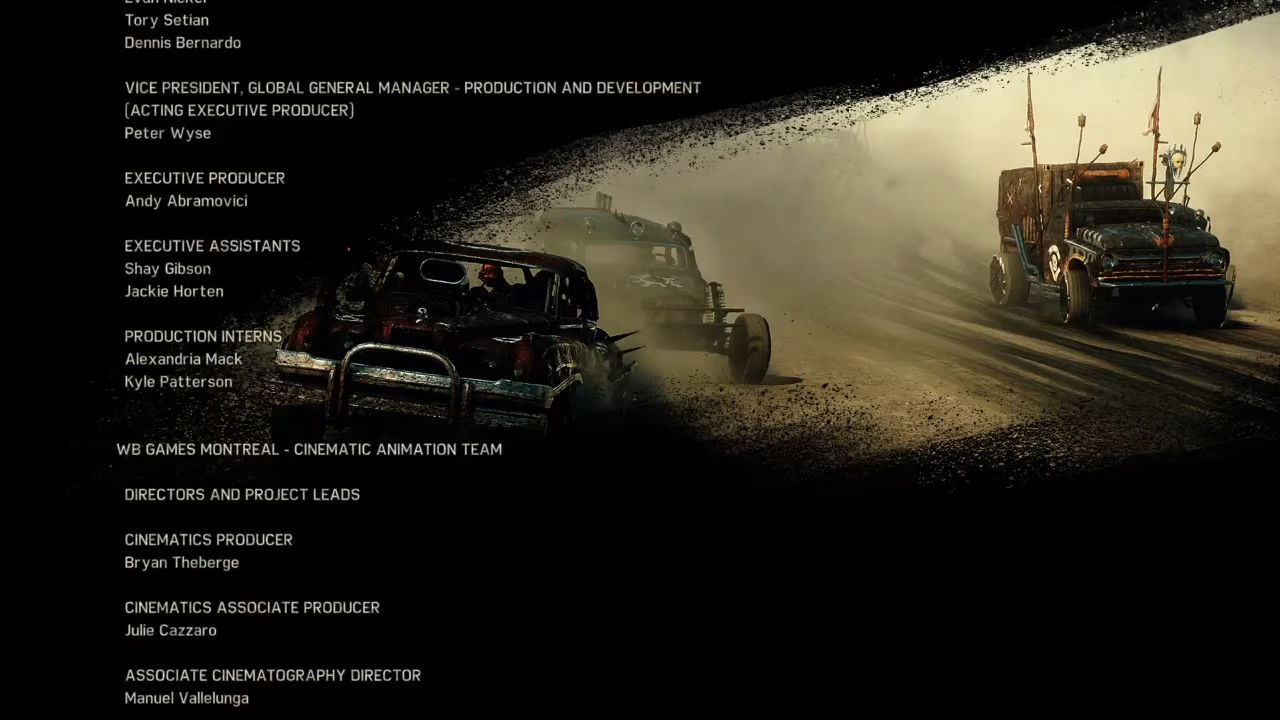 Evan Nickel
Tory Setian
Dennis Bernardo
VICE PRESIDENT, GLOBAL GENERAL MANAGER - PRODUCTION AND DEVELOPMENT
(ACTING EXECUTIVE PRODUCER)
Peter Wyse
EXECUTIVE PRODUCER
Andy Abramovici
EXECUTIVE ASSISTANTS
Shay Gibson
Jackie Horten
PRODUCTION INTERNS
Alexandria Mack
Kyle Patterson
WB GAMES MONTREAL - CINEMATIC ANIMATION TEAM
DIRECTORS AND PROJECT LEADS
CINEMATICS PRODUCER
Bryan Theberge
CINEMATICS ASSOCIATE PRODUCER
Julie Cazzaro
ASSOCIATE CINEMATOGRAPHY DIRECTOR
Manuel Vallelunga